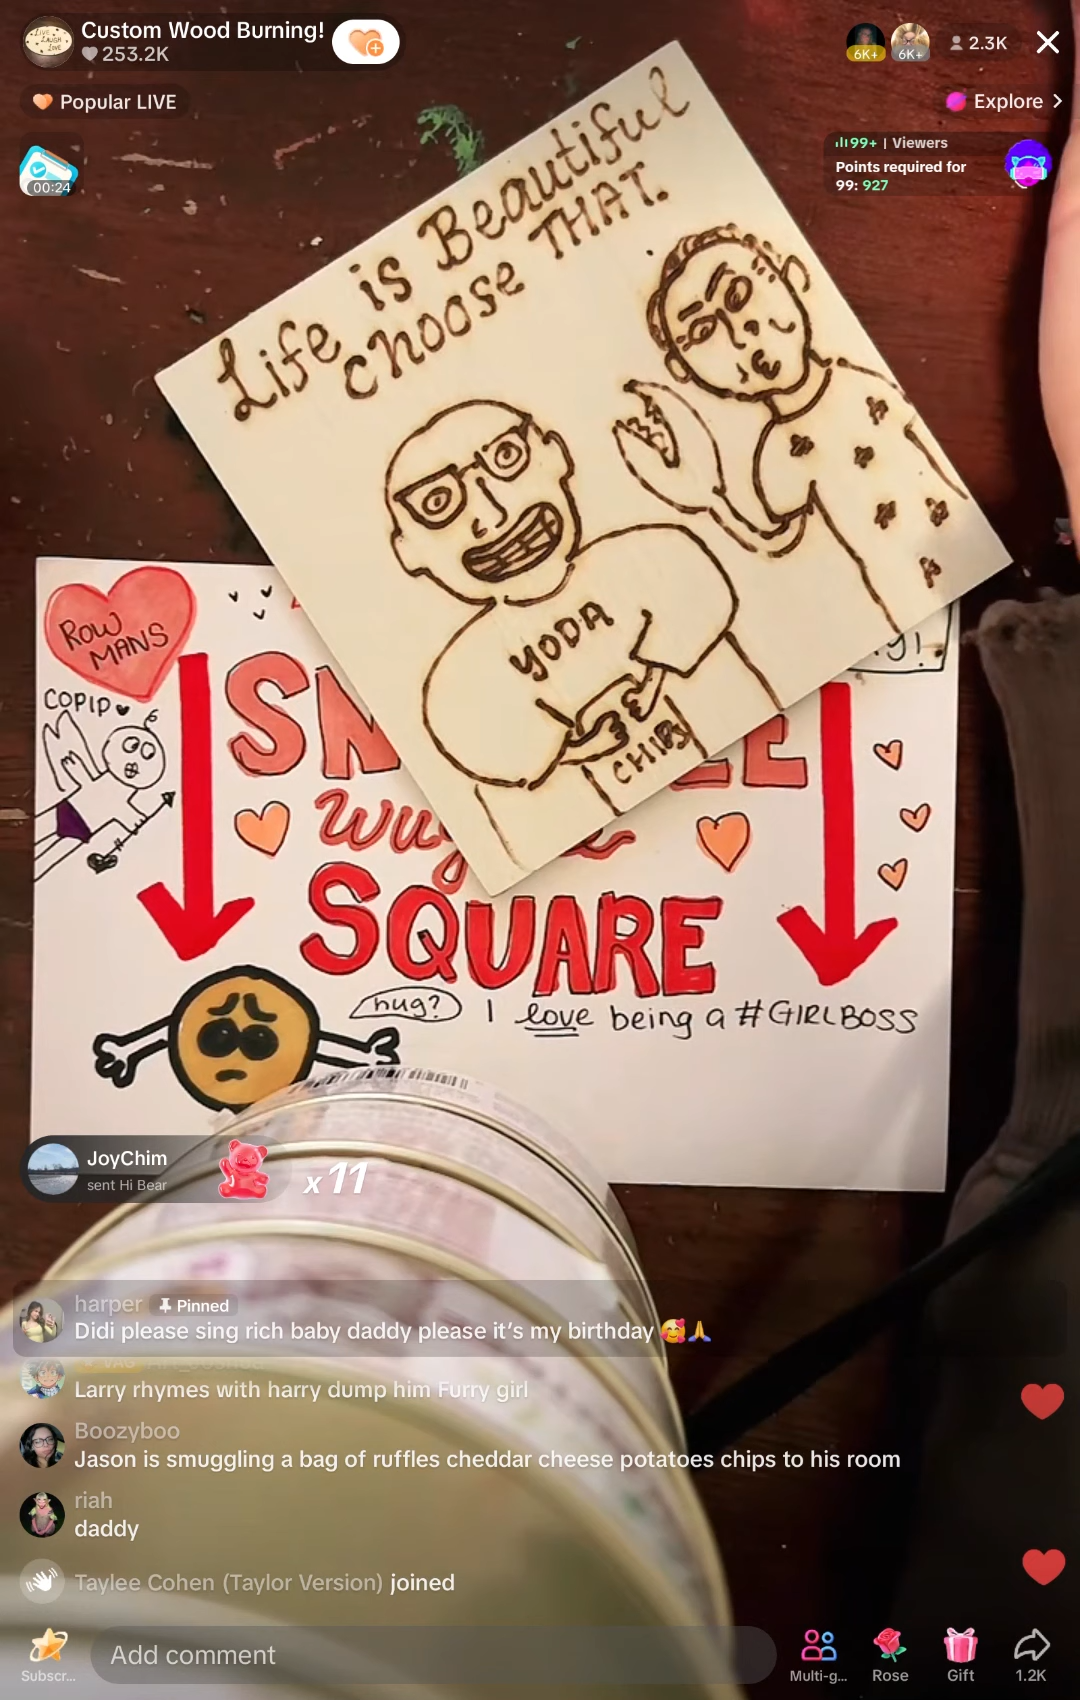 Custom Wood Burning!
253.2K
6K+
6K+
2.3K
Popular LIVE
Explore
00:24
99+ | Viewers
Points required for
99: 927
Life is Beautiful
choose THAT.
YODA
CHIPS
ROW
MANS
COPID
SQUARE
hug?
I love being a #GIRLBOSS
JoyChim
sent Hi Bear
x11
harper Pinned
Didi please sing rich baby daddy please it's my birthday 🥰🙏
Larry rhymes with harry dump him Furry girl
Boozyboo
Jason is smuggling a bag of ruffles cheddar cheese potatoes chips to his room
riah
daddy
Taylee Cohen (Taylor Version) joined
Subscr...
Add comment
Multi-g...
Rose
Gift
1.2K